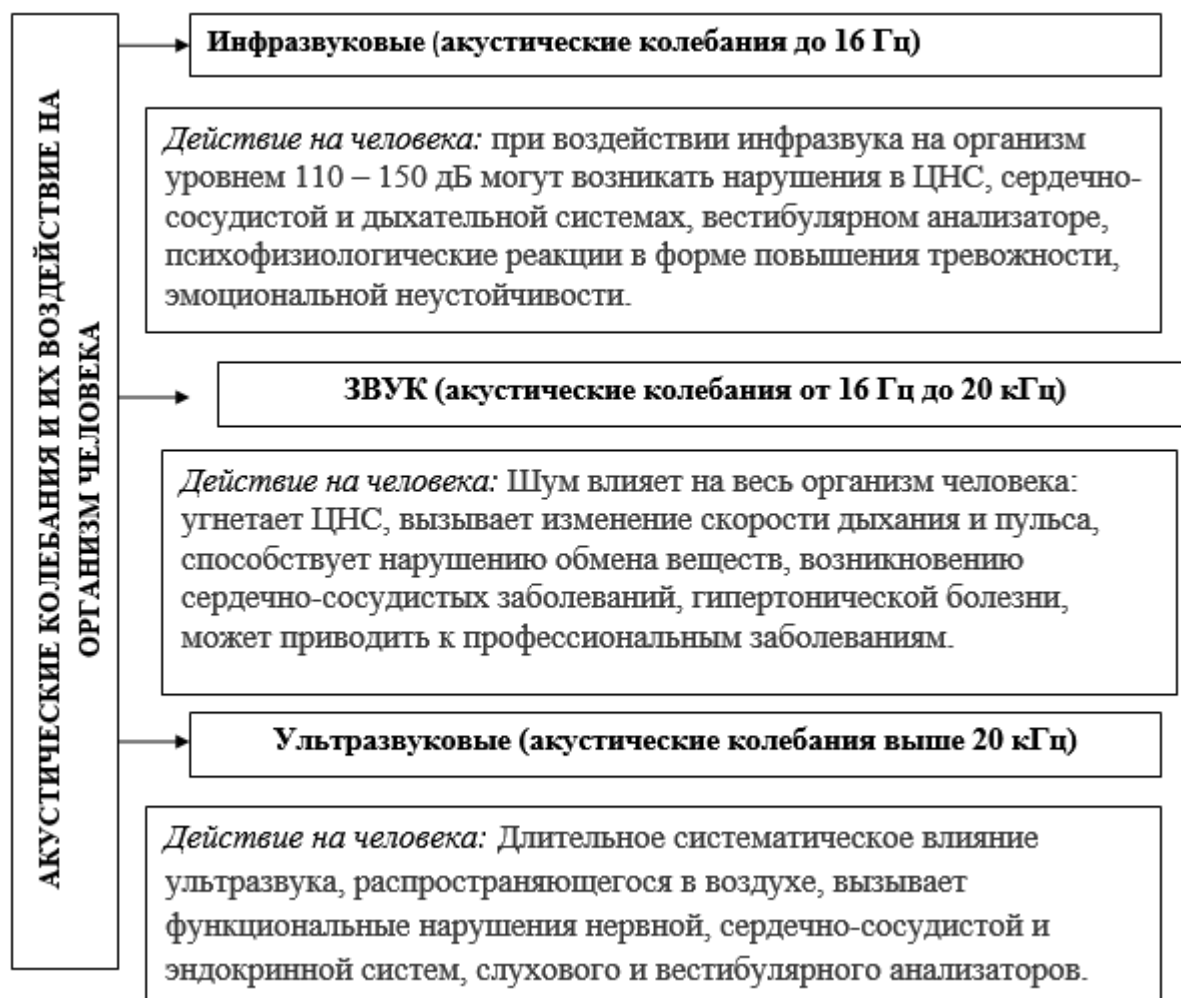 АКУСТИЧЕСКИЕ КОЛЕБАНИЯ И ИХ ВОЗДЕЙСТВИЕ НА
ОРГАНИЗМ ЧЕЛОВЕКА
Инфразвуковые (акустические колебания до 16 Гц)
Действие на человека: при воздействии инфразвука на организм
уровнем 110 – 150 дБ могут возникать нарушения в ЦНС, сердечно-
сосудистой и дыхательной системах, вестибулярном анализаторе,
психофизиологические реакции в форме повышения тревожности,
эмоциональной неустойчивости.
ЗВУК (акустические колебания от 16 Гц до 20 кГц)
Действие на человека: Шум влияет на весь организм человека:
угнетает ЦНС, вызывает изменение скорости дыхания и пульса,
способствует нарушению обмена веществ, возникновению
сердечно-сосудистых заболеваний, гипертонической болезни,
может приводить к профессиональным заболеваниям.
Ультразвуковые (акустические колебания выше 20 кГц)
Действие на человека: Длительное систематическое влияние
ультразвука, распространяющегося в воздухе, вызывает
функциональные нарушения нервной, сердечно-сосудистой и
эндокринной систем, слухового и вестибулярного анализаторов.